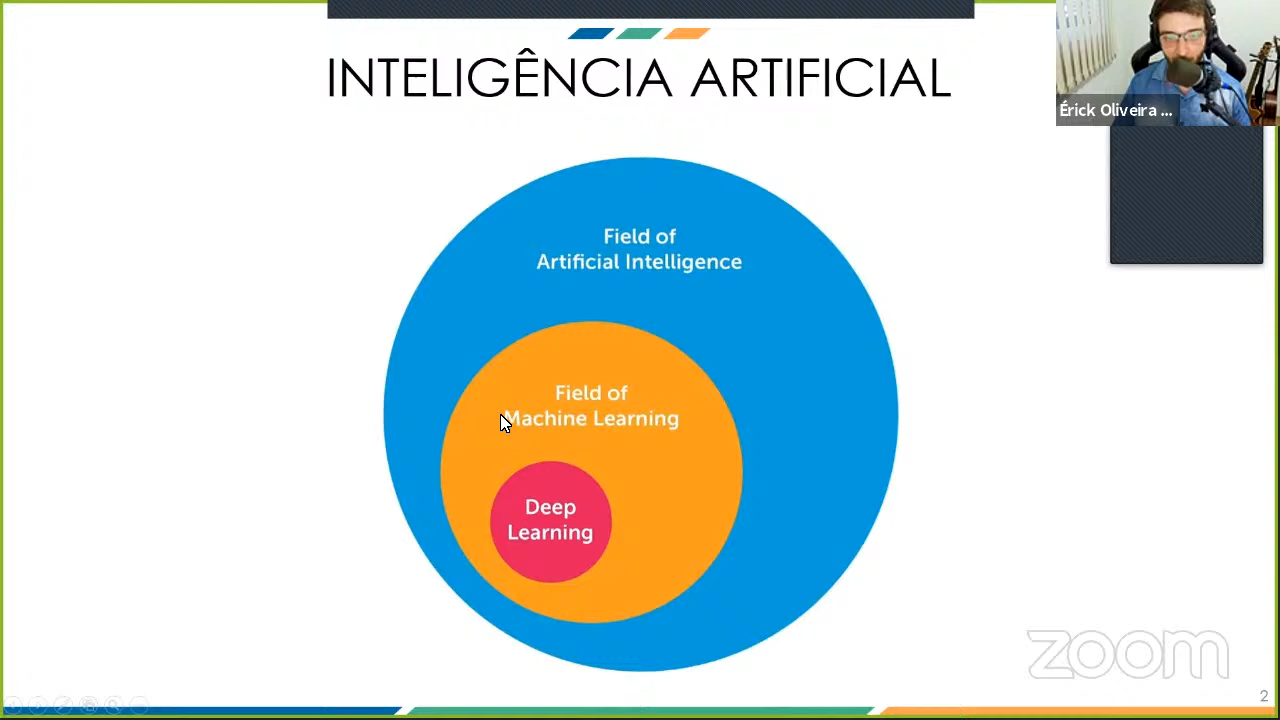 INTELIGÊNCIA ARTIFICIAL
Érick Oliveira ...
Field of
Artificial Intelligence
Field of
Machine Learning
Deep
Learning
zoom
2